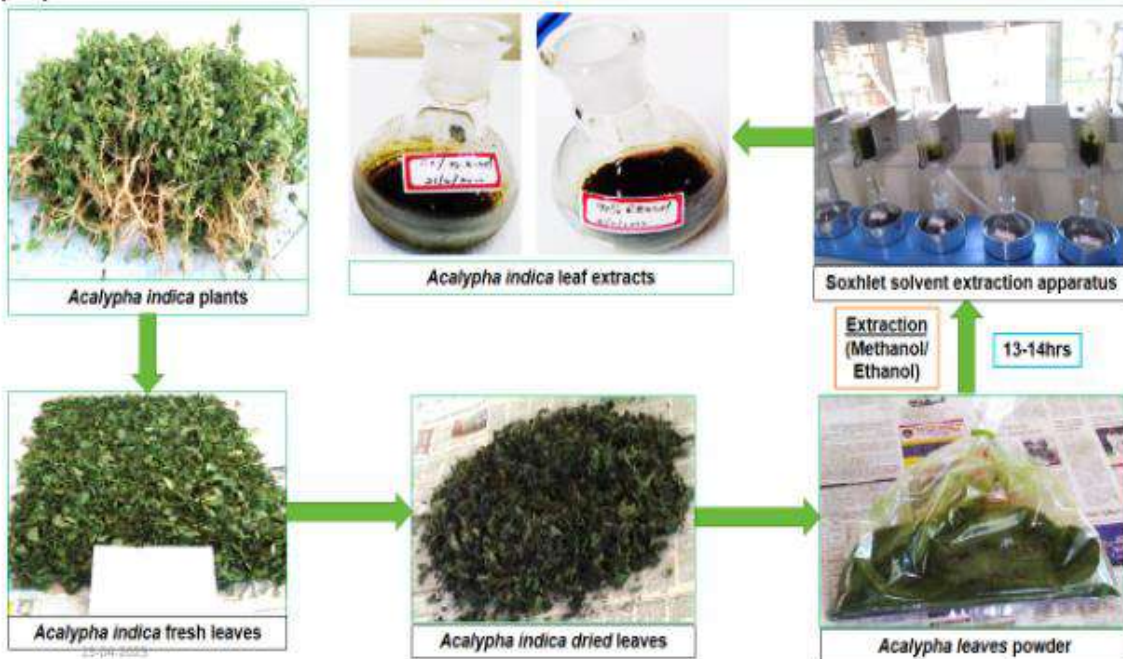 Acalypha indica plants
Acalypha indica leaf extracts
Soxhlet solvent extraction apparatus
Extraction
(Methanol/
Ethanol)
13-14hrs
Acalypha indica fresh leaves
Acalypha indica dried leaves
Acalypha leaves powder